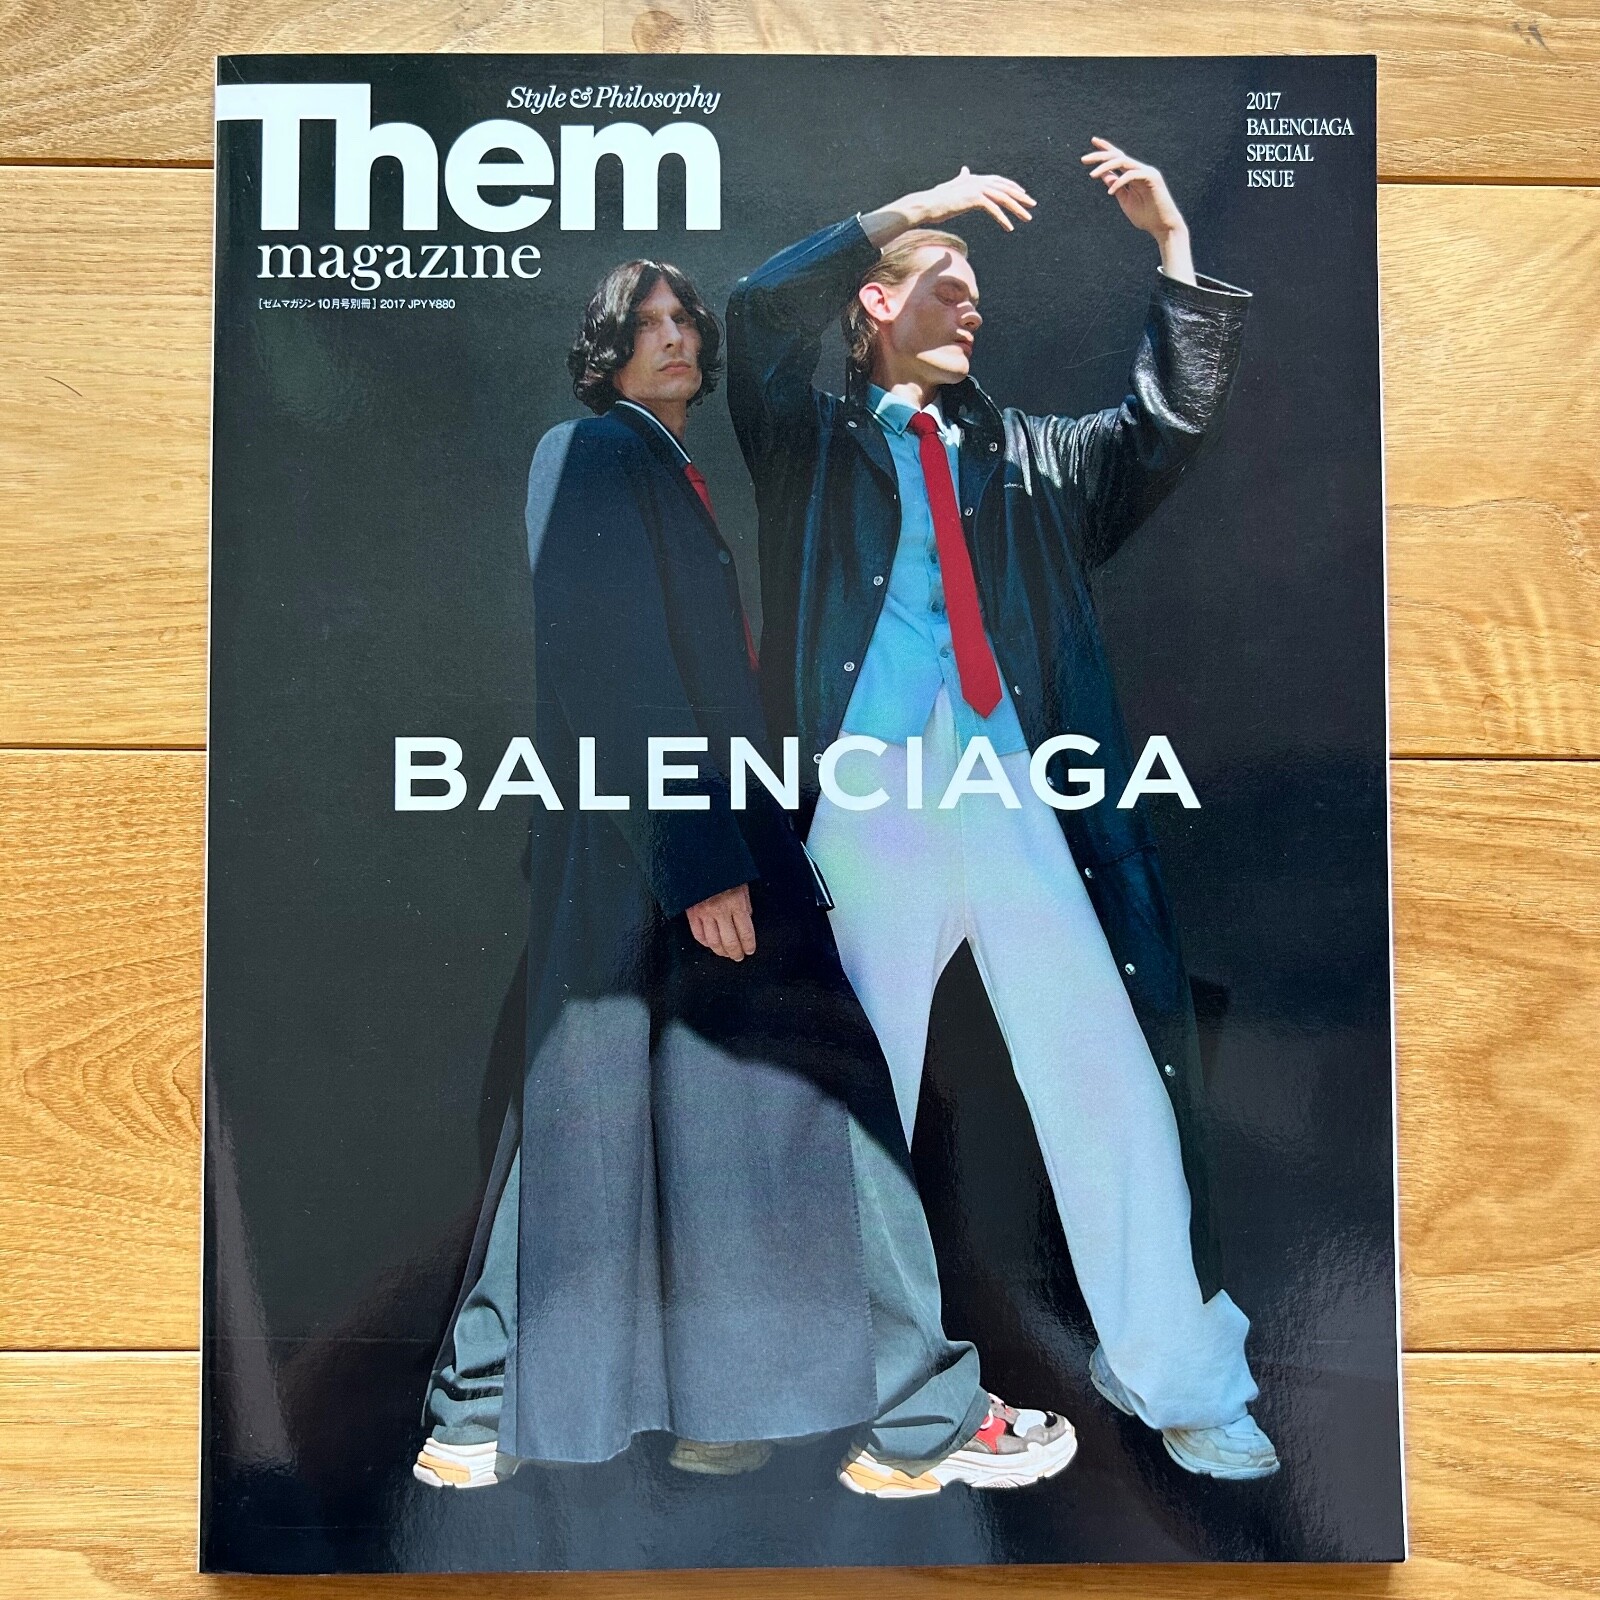 Style & Philosophy
Them
magazine
[ゼムマガジン10月号別冊] 2017 JPY¥880
2017
BALENCIAGA
SPECIAL
ISSUE
BALENCIAGA